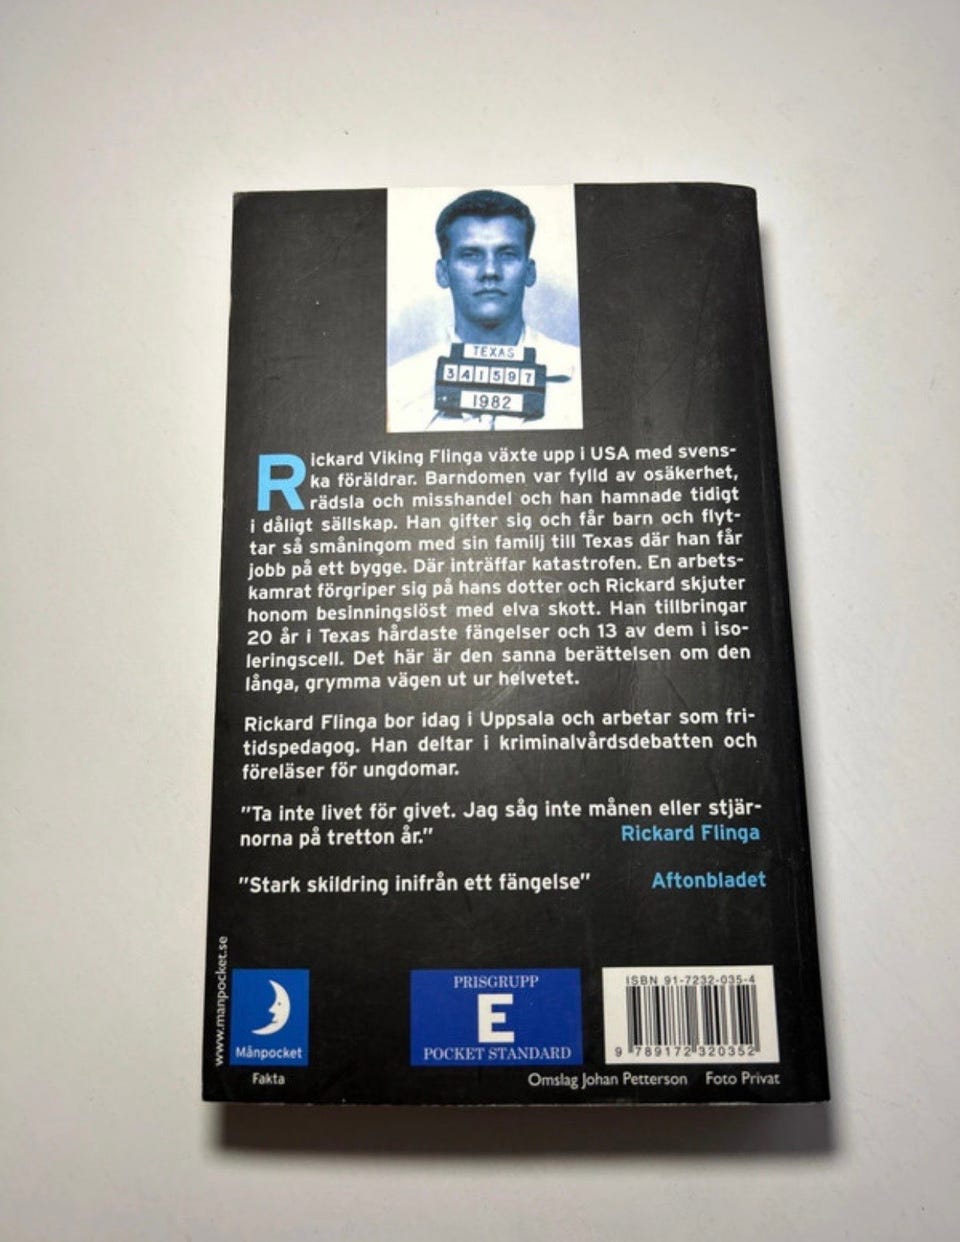 TEXAS
341597
1982
Rickard Viking Flinga växte upp i USA med svens-
ka föräldrar. Barndomen var fylld av osäkerhet,
rädsla och misshandel och han hamnade tidigt
i dåligt sällskap. Han gifter sig och får barn och flyt-
tar så småningom med sin familj till Texas där han får
jobb på ett bygge. Där inträffar katastrofen. En arbets-
kamrat förgriper sig på hans dotter och Rickard skjuter
honom besinningslöst med elva skott. Han tillbringar
20 år i Texas hårdaste fängelser och 13 av dem i iso-
leringscell. Det här är den sanna berättelsen om den
långa, grymma vägen ut ur helvetet.
Rickard Flinga bor idag i Uppsala och arbetar som fri-
tidspedagog. Han deltar i kriminalvårdsdebatten och
föreläser för ungdomar.
"Ta inte livet för givet. Jag såg inte månen eller stjär-
norna på tretton år." Rickard Flinga
"Stark skildring inifrån ett fängelse" Aftonbladet
www.manpocket.se
Månpocket
Fakta
PRISGRUPP
E
POCKET STANDARD
ISBN 91-7232-035-4
9 789172 320352
Omslag Johan Petterson Foto Privat